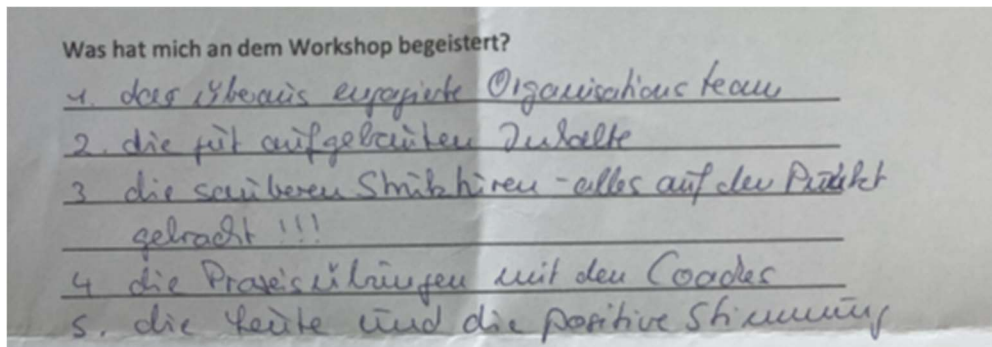 Was hat mich an dem Workshop begeistert?
1. das überaus engagierte Organisationsteam
2. die gut aufgebauten Inhalte
3 die sauberen Strukturen - alles auf den Punkt
gebracht !!!
4 die Praxisübungen mit den Coaches
5. die Leute und die positive Stimmung